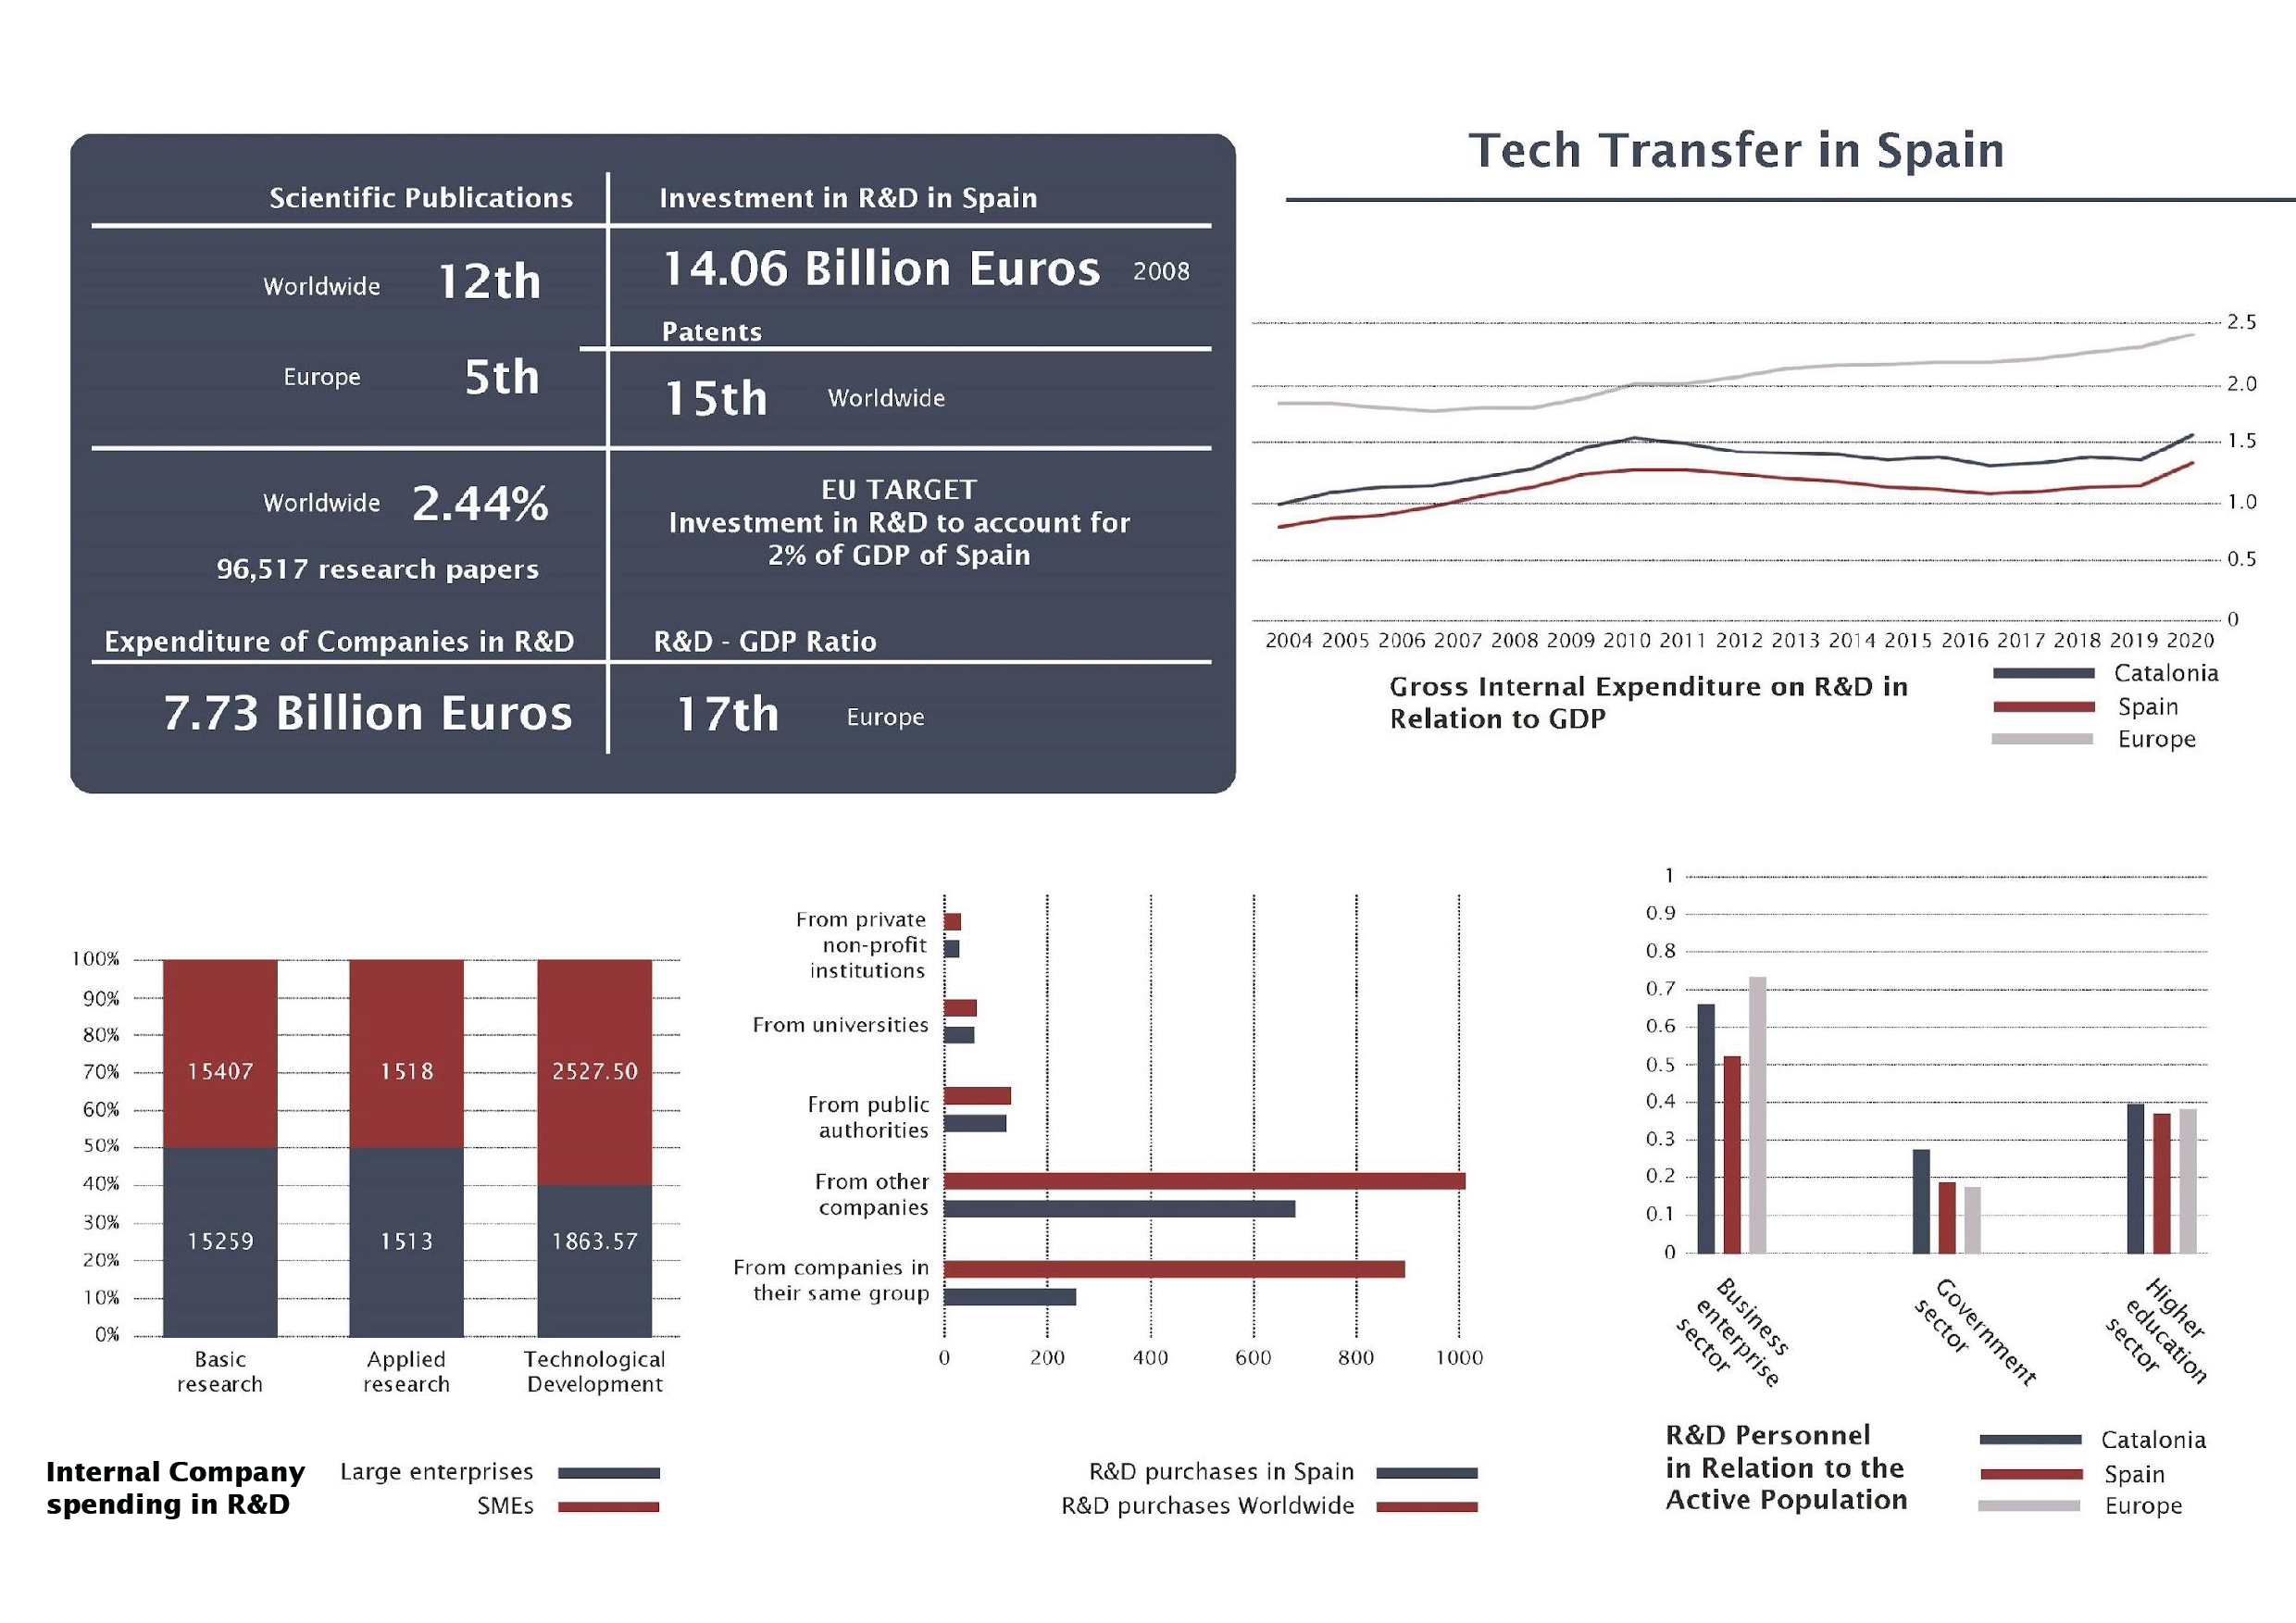 Tech Transfer in Spain
Scientific Publications
Worldwide 12th
Europe 5th
Worldwide 2.44%
96,517 research papers
Expenditure of Companies in R&D
7.73 Billion Euros
Investment in R&D in Spain
14.06 Billion Euros 2008
Patents
15th Worldwide
EU TARGET
Investment in R&D to account for
2% of GDP of Spain
R&D - GDP Ratio
17th Europe
2.5
2.0
1.5
1.0
0.5
0
2004 2005 2006 2007 2008 2009 2010 2011 2012 2013 2014 2015 2016 2017 2018 2019 2020
Gross Internal Expenditure on R&D in
Relation to GDP
Catalonia
Spain
Europe
100%
90%
80%
70%
60%
50%
40%
30%
20%
10%
0%
15407 1518 2527.50
15259 1513 1863.57
Basic
research
Applied
research
Technological
Development
Internal Company
spending in R&D
Large enterprises
SMEs
From private
non-profit
institutions
From universities
From public
authorities
From other
companies
From companies in
their same group
0 200 400 600 800 1000
R&D purchases in Spain
R&D purchases Worldwide
1
0.9
0.8
0.7
0.6
0.5
0.4
0.3
0.2
0.1
0
Business
enterprise
sector
Government
sector
Higher
education
sector
R&D Personnel
in Relation to the
Active Population
Catalonia
Spain
Europe